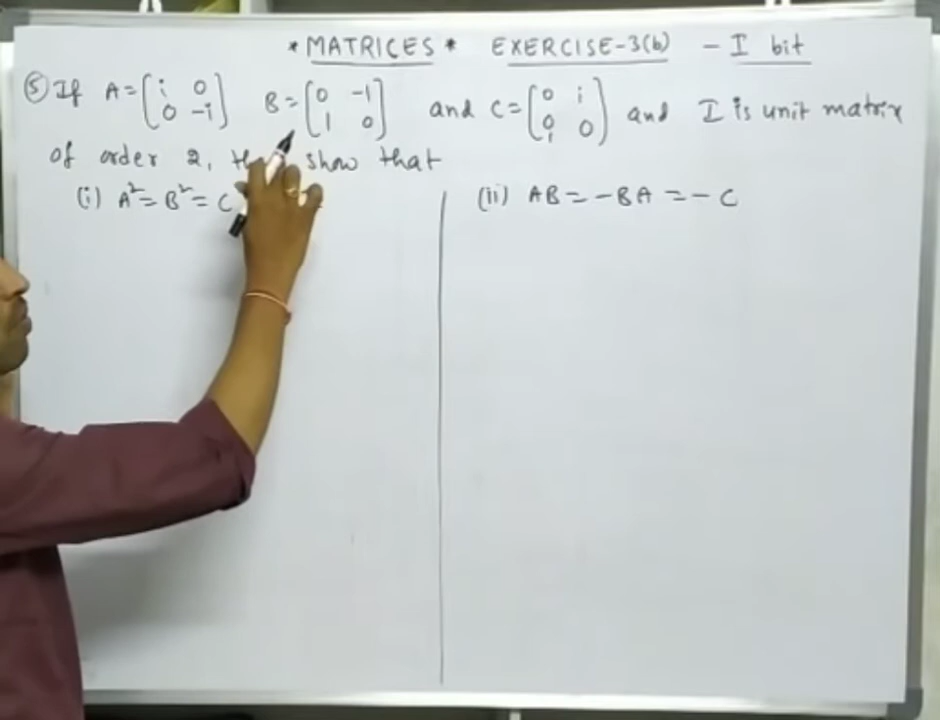 * MATRICES * EXERCISE-3(b) - I bit
⑤ If A = [i 0 B = [0 -1] and C = [0 i] and I is unit matrix
0 -i] 1 0 i 0
of order 2, show that
(i) A² = B² = C (ii) AB = -BA = -C